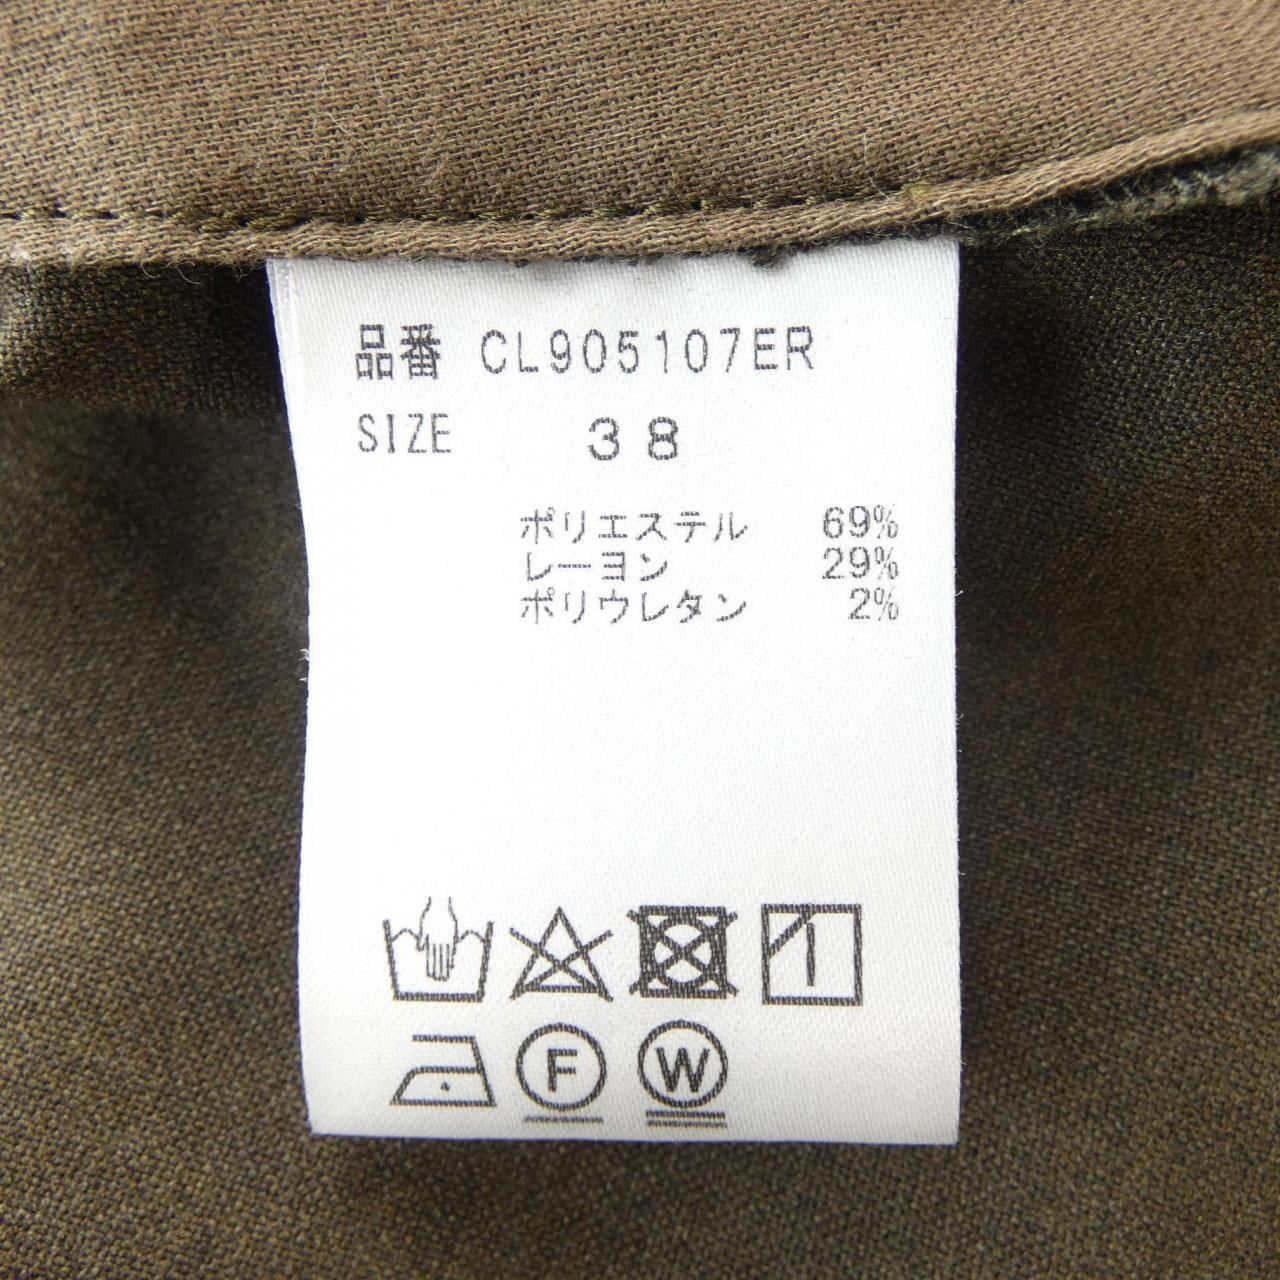 品番 CL905107ER
SIZE 38
ポリエステル 69%
レーヨン 29%
ポリウレタン 2%
F W